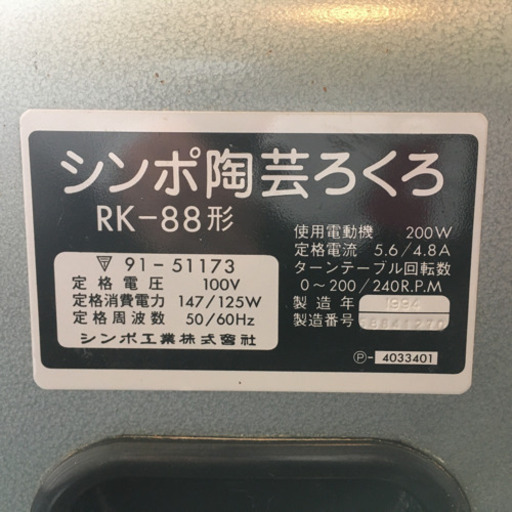 シンポ陶芸ろくろ
RK-88形
91-51173
定格電圧 100V
定格消費電力 147/125W
定格周波数 50/60Hz
シンポ工業株式会社
使用電動機 200W
定格電流 5.6/4.8A
ターンテーブル回転数
0~200/240R.P.M
製造年 1994
製造番号
Ⓟ-4033401